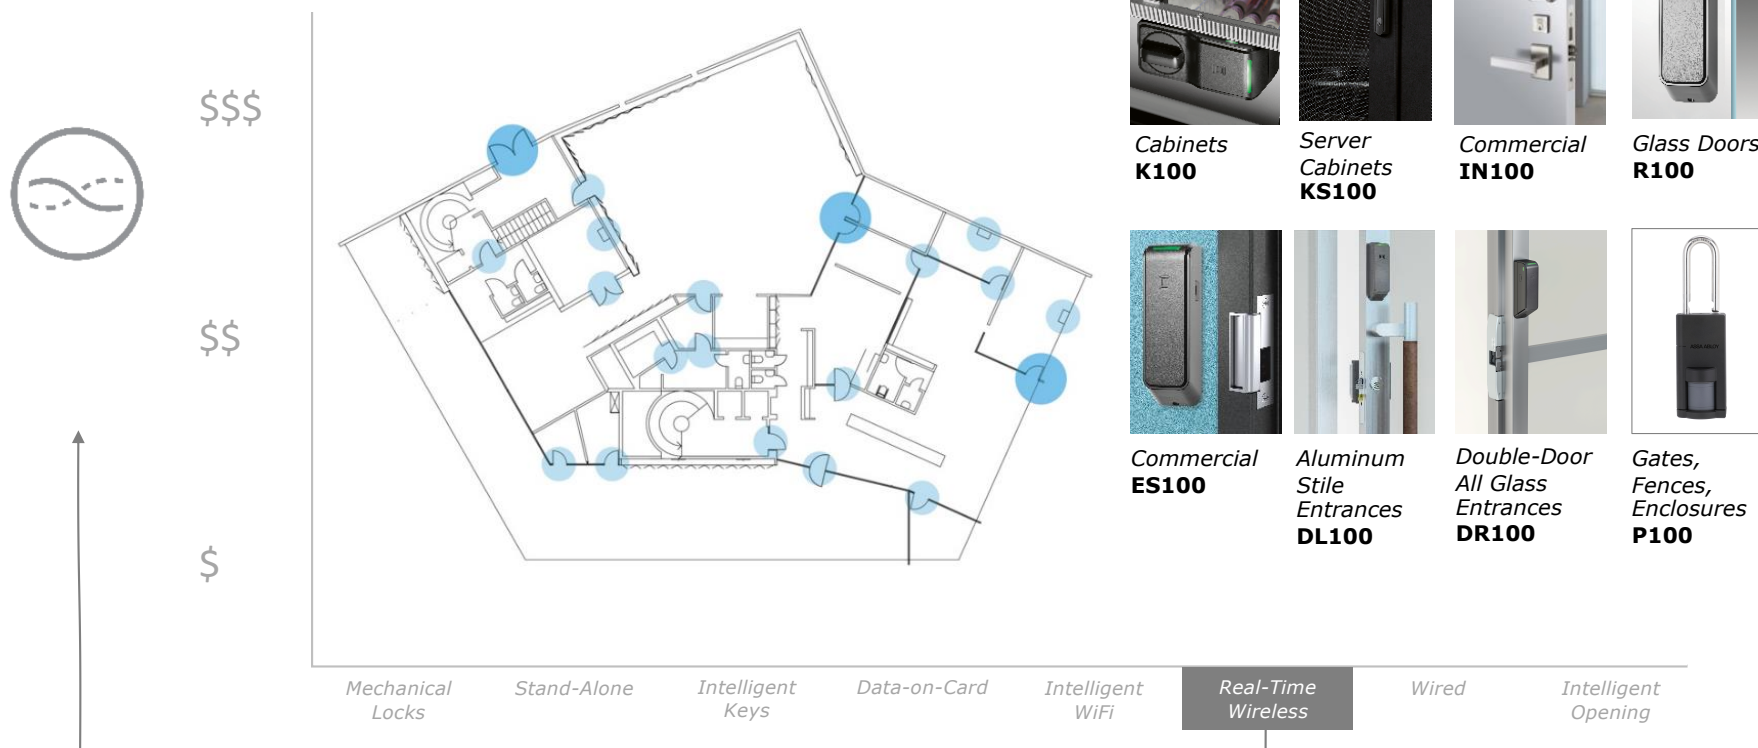 $$$
$$
$
Cabinets
K100
Server
Cabinets
KS100
Commercial
IN100
Glass Doors
R100
Commercial
ES100
Aluminum
Stile
Entrances
DL100
Double-Door
All Glass
Entrances
DR100
ASSA ABLOY
Gates,
Fences,
Enclosures
P100
Mechanical
Locks
Stand-Alone
Intelligent
Keys
Data-on-Card
Intelligent
WiFi
Real-Time
Wireless
Wired
Intelligent
Opening